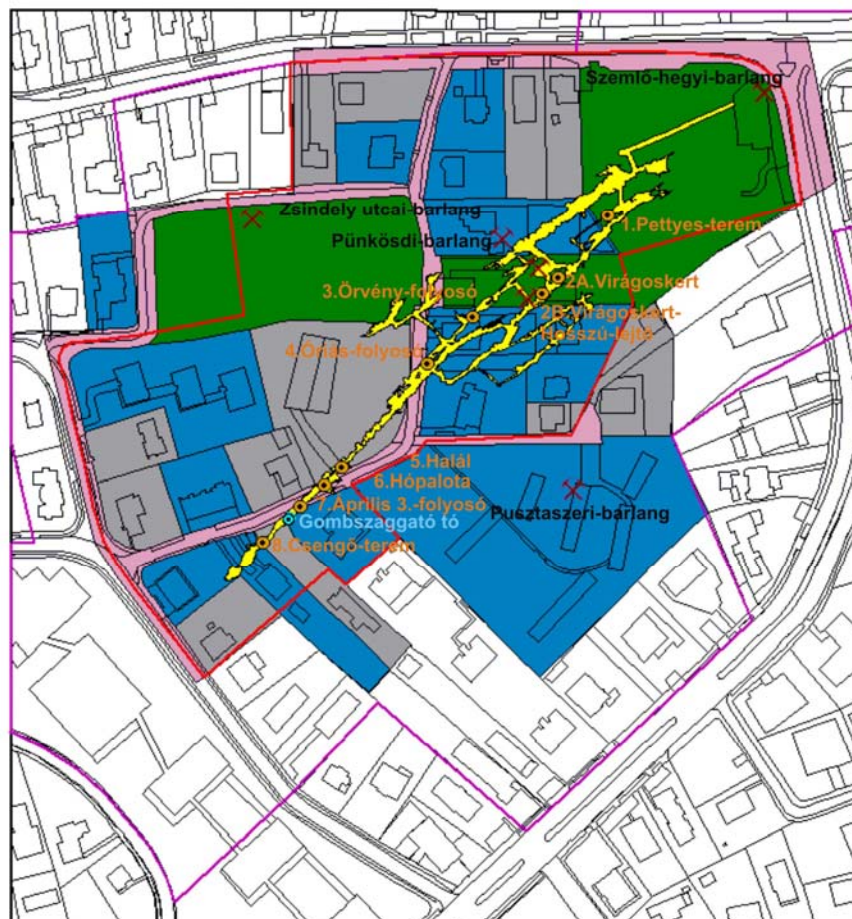 Szemlő-hegyi-barlang
Zsindely utcai-barlang
1.Pettyes-terem
Pünkösdi-barlang
2A.Virágoskert
3.Örvény-folyosó
2B.Virágoskert-
Hosszú-lejtő
4.Óriás-folyosó
5.Halál
6.Hópalota
7.Április 3.-folyosó
Pusztaszeri-barlang
Gombszaggató tó
8.Csengő-terem